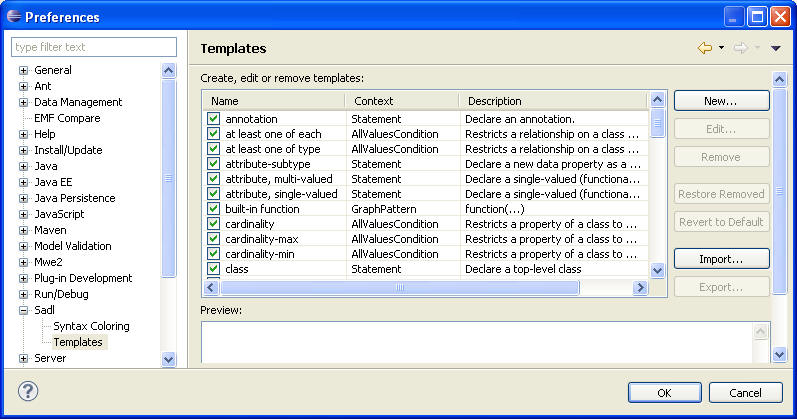 Preferences
type filter text
General
Ant
Data Management
EMF Compare
Help
Install/Update
Java
Java EE
Java Persistence
JavaScript
Maven
Model Validation
Mwe2
Plug-in Development
Run/Debug
Sadl
Syntax Coloring
Templates
Server
Templates
Create, edit or remove templates:
Name Context Description
annotation Statement Declare an annotation.
at least one of each AllValuesCondition Restricts a relationship on a class ...
at least one of type AllValuesCondition Restricts a relationship on a class ...
attribute-subtype Statement Declare a new data property as a ...
attribute, multi-valued Statement Declare a single-valued (functiona...
attribute, single-valued Statement Declare a single-valued (functiona...
built-in function GraphPattern function(...)
cardinality AllValuesCondition Restricts a property of a class to ...
cardinality-max AllValuesCondition Restricts a property of a class to ...
cardinality-min AllValuesCondition Restricts a property of a class to ...
class Statement Declare a top-level class
New...
Edit...
Remove
Restore Removed
Revert to Default
Import...
Export...
Preview:
OK Cancel